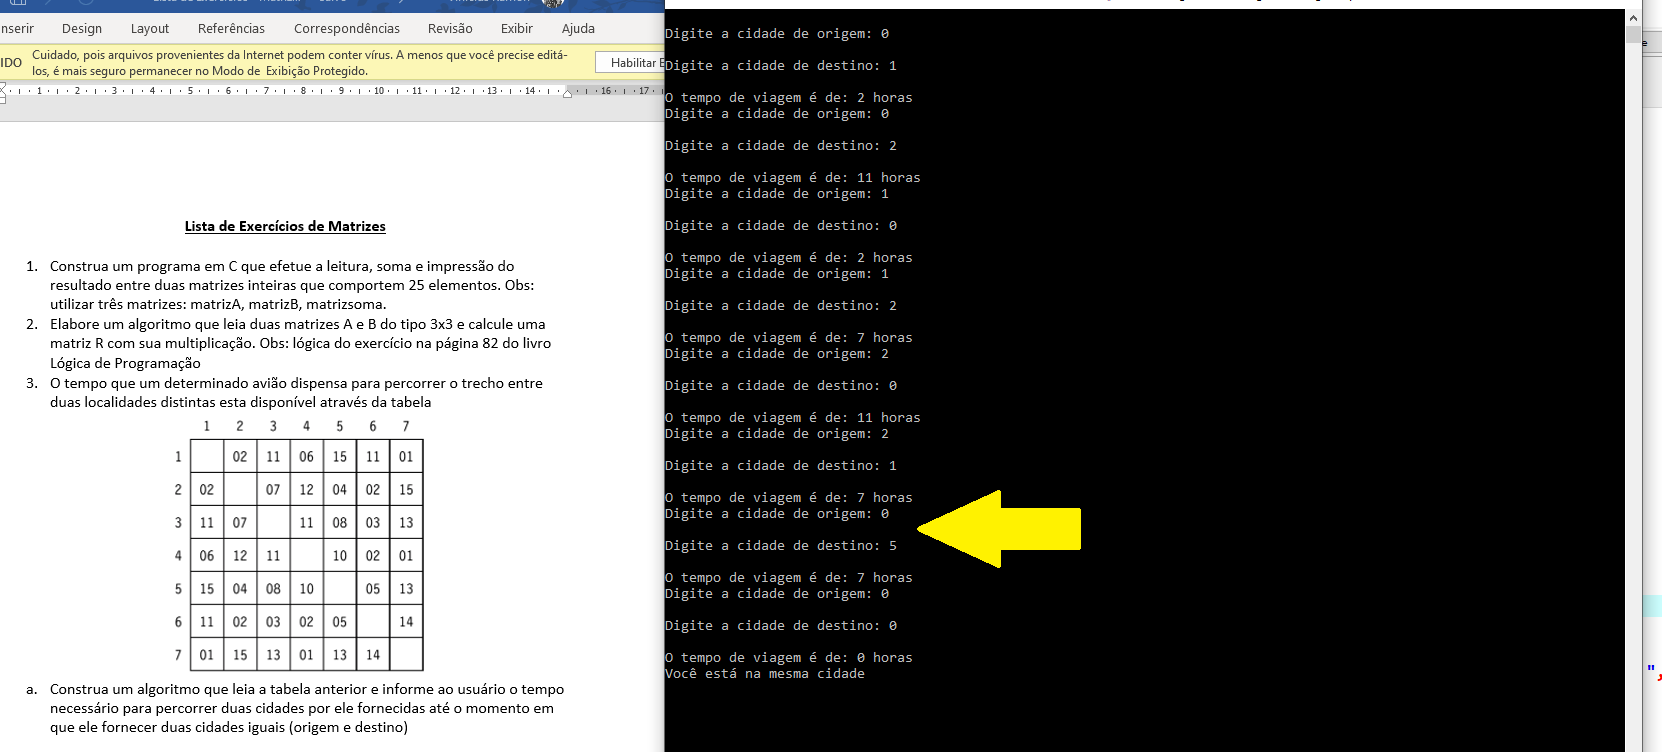 nserir Design Layout Referências Correspondências Revisão Exibir Ajuda
IDO Cuidado, pois arquivos provenientes da Internet podem conter vírus. A menos que você precise editá-
los, é mais seguro permanecer no Modo de Exibição Protegido.
Habilitar E
1 2 3 4 5 6 7 8 9 10 11 12 13 14 16 17
Lista de Exercícios de Matrizes
1. Construa um programa em C que efetue a leitura, soma e impressão do
resultado entre duas matrizes inteiras que comportem 25 elementos. Obs:
utilizar três matrizes: matrizA, matrizB, matrizsoma.
2. Elabore um algoritmo que leia duas matrizes A e B do tipo 3x3 e calcule uma
matriz R com sua multiplicação. Obs: lógica do exercício na página 82 do livro
Lógica de Programação
3. O tempo que um determinado avião dispensa para percorrer o trecho entre
duas localidades distintas esta disponível através da tabela
1 2 3 4 5 6 7
1 02 11 06 15 11 01
2 02 07 12 04 02 15
3 11 07 11 08 03 13
4 06 12 11 10 02 01
5 15 04 08 10 05 13
6 11 02 03 02 05 14
7 01 15 13 01 13 14
a. Construa um algoritmo que leia a tabela anterior e informe ao usuário o tempo
necessário para percorrer duas cidades por ele fornecidas até o momento em
que ele fornecer duas cidades iguais (origem e destino)
Digite a cidade de origem: 0
Digite a cidade de destino: 1
O tempo de viagem é de: 2 horas
Digite a cidade de origem: 0
Digite a cidade de destino: 2
O tempo de viagem é de: 11 horas
Digite a cidade de origem: 1
Digite a cidade de destino: 0
O tempo de viagem é de: 2 horas
Digite a cidade de origem: 1
Digite a cidade de destino: 2
O tempo de viagem é de: 7 horas
Digite a cidade de origem: 2
Digite a cidade de destino: 0
O tempo de viagem é de: 11 horas
Digite a cidade de origem: 2
Digite a cidade de destino: 1
O tempo de viagem é de: 7 horas
Digite a cidade de origem: 0
Digite a cidade de destino: 5
O tempo de viagem é de: 7 horas
Digite a cidade de origem: 0
Digite a cidade de destino: 0
O tempo de viagem é de: 0 horas
Você está na mesma cidade
e
",